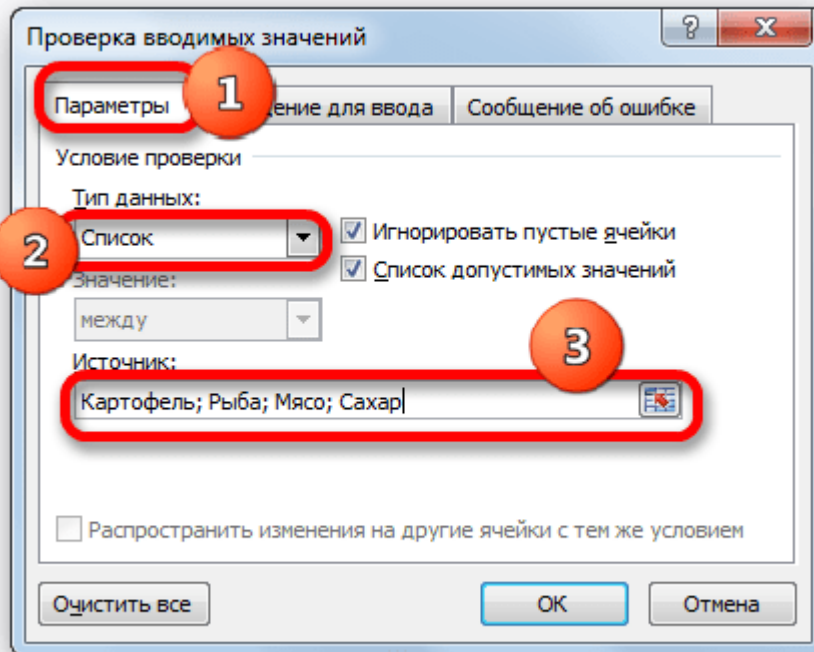 Проверка вводимых значений
Параметры 1 ение для ввода Сообщение об ошибке
Условие проверки
Тип данных:
2 Список Игнорировать пустые ячейки
Значение: Список допустимых значений
между
3
Источник:
Картофель; Рыба; Мясо; Сахар
Распространить изменения на другие ячейки с тем же условием
Очистить все ОК Отмена